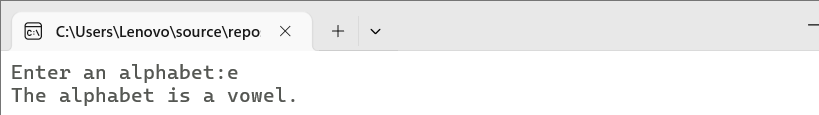 C:\Users\Lenovo\source\repo
Enter an alphabet:e
The alphabet is a vowel.